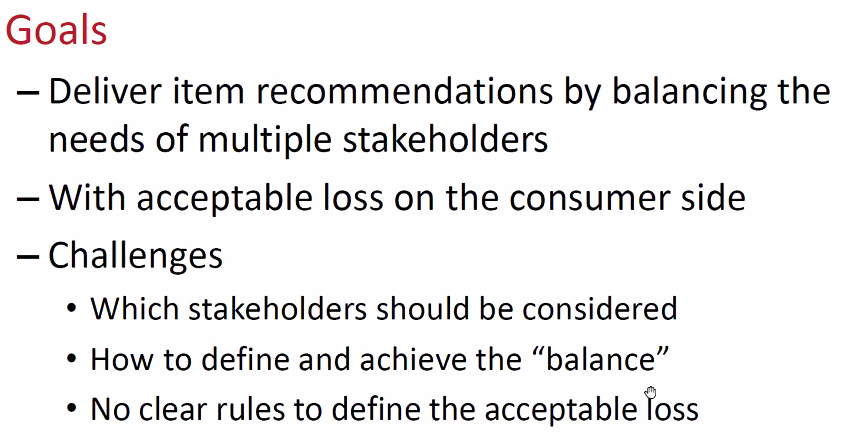 Goals
– Deliver item recommendations by balancing the
needs of multiple stakeholders
– With acceptable loss on the consumer side
– Challenges
• Which stakeholders should be considered
• How to define and achieve the “balance”
• No clear rules to define the acceptable loss